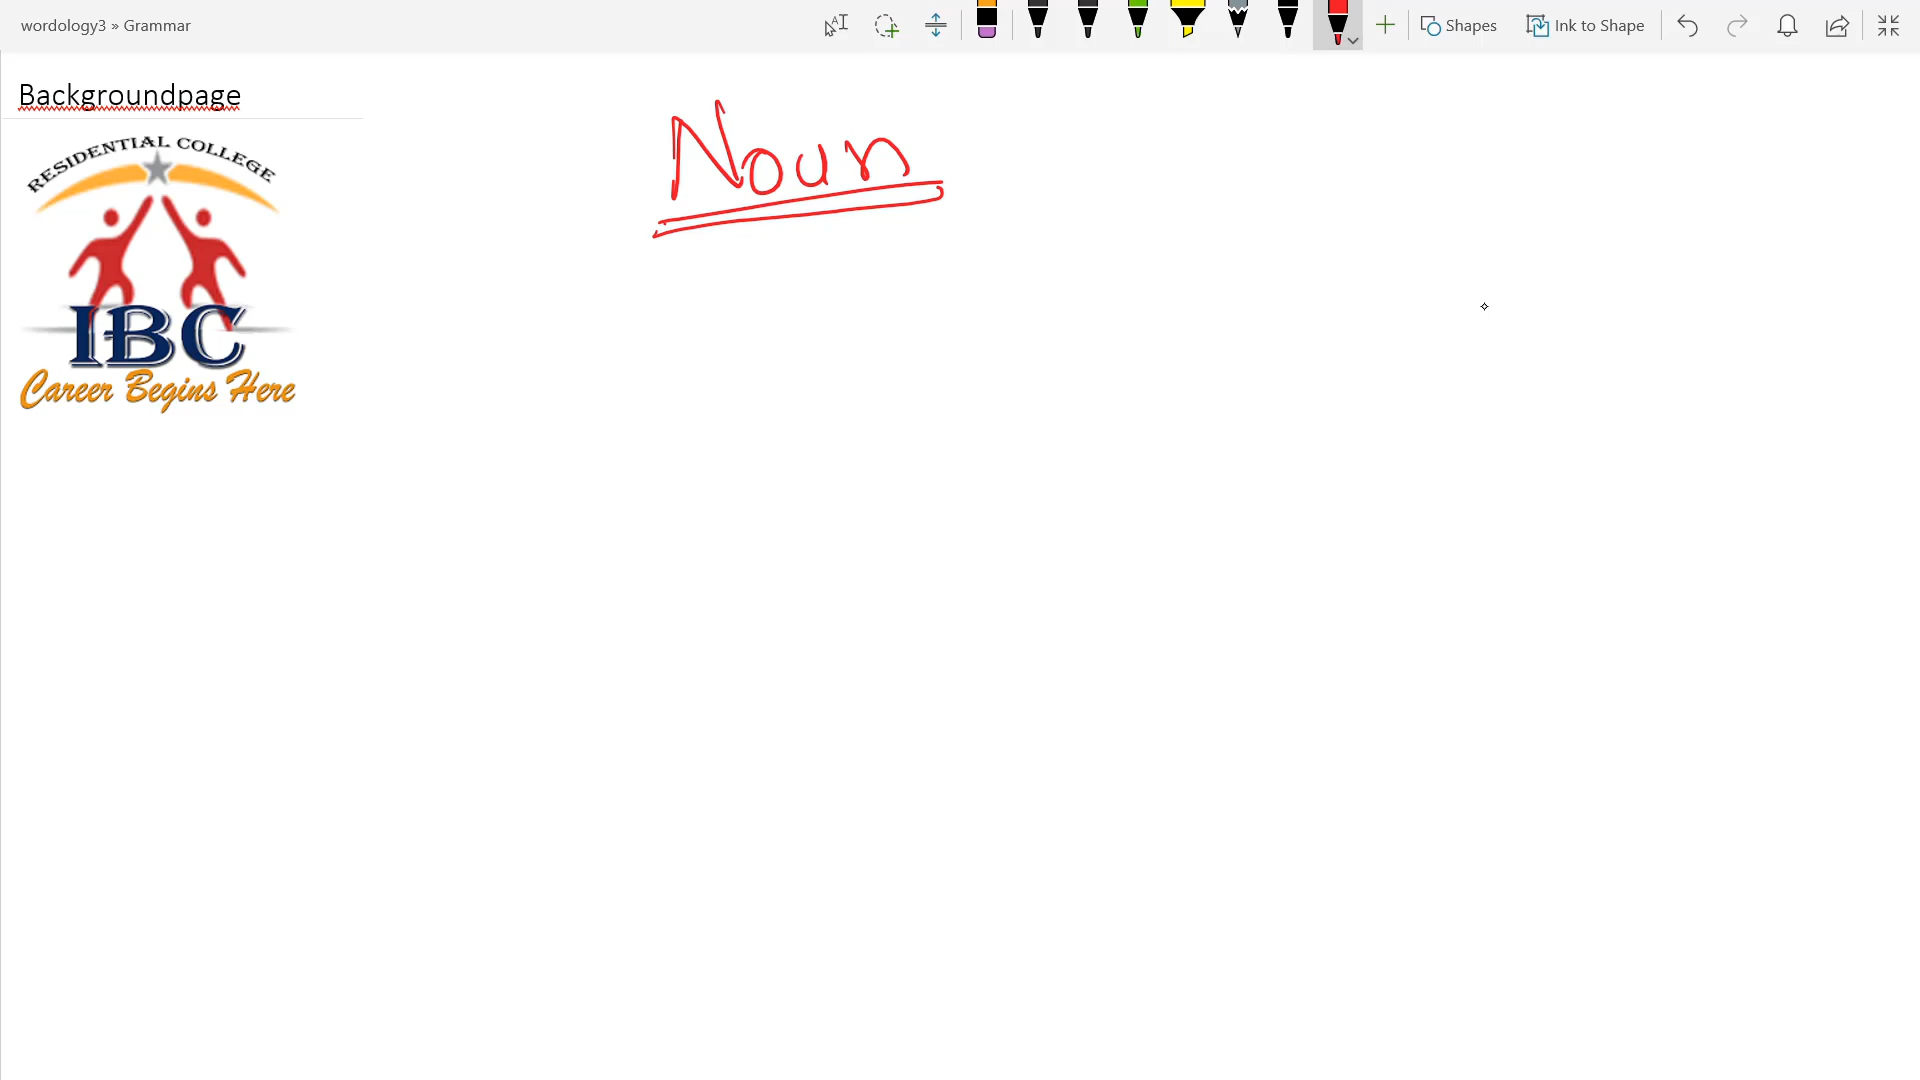 wordology3 » Grammar
Shapes
Ink to Shape
Backgroundpage
Noun
RESIDENTIAL COLLEGE
IBC
Career Begins Here